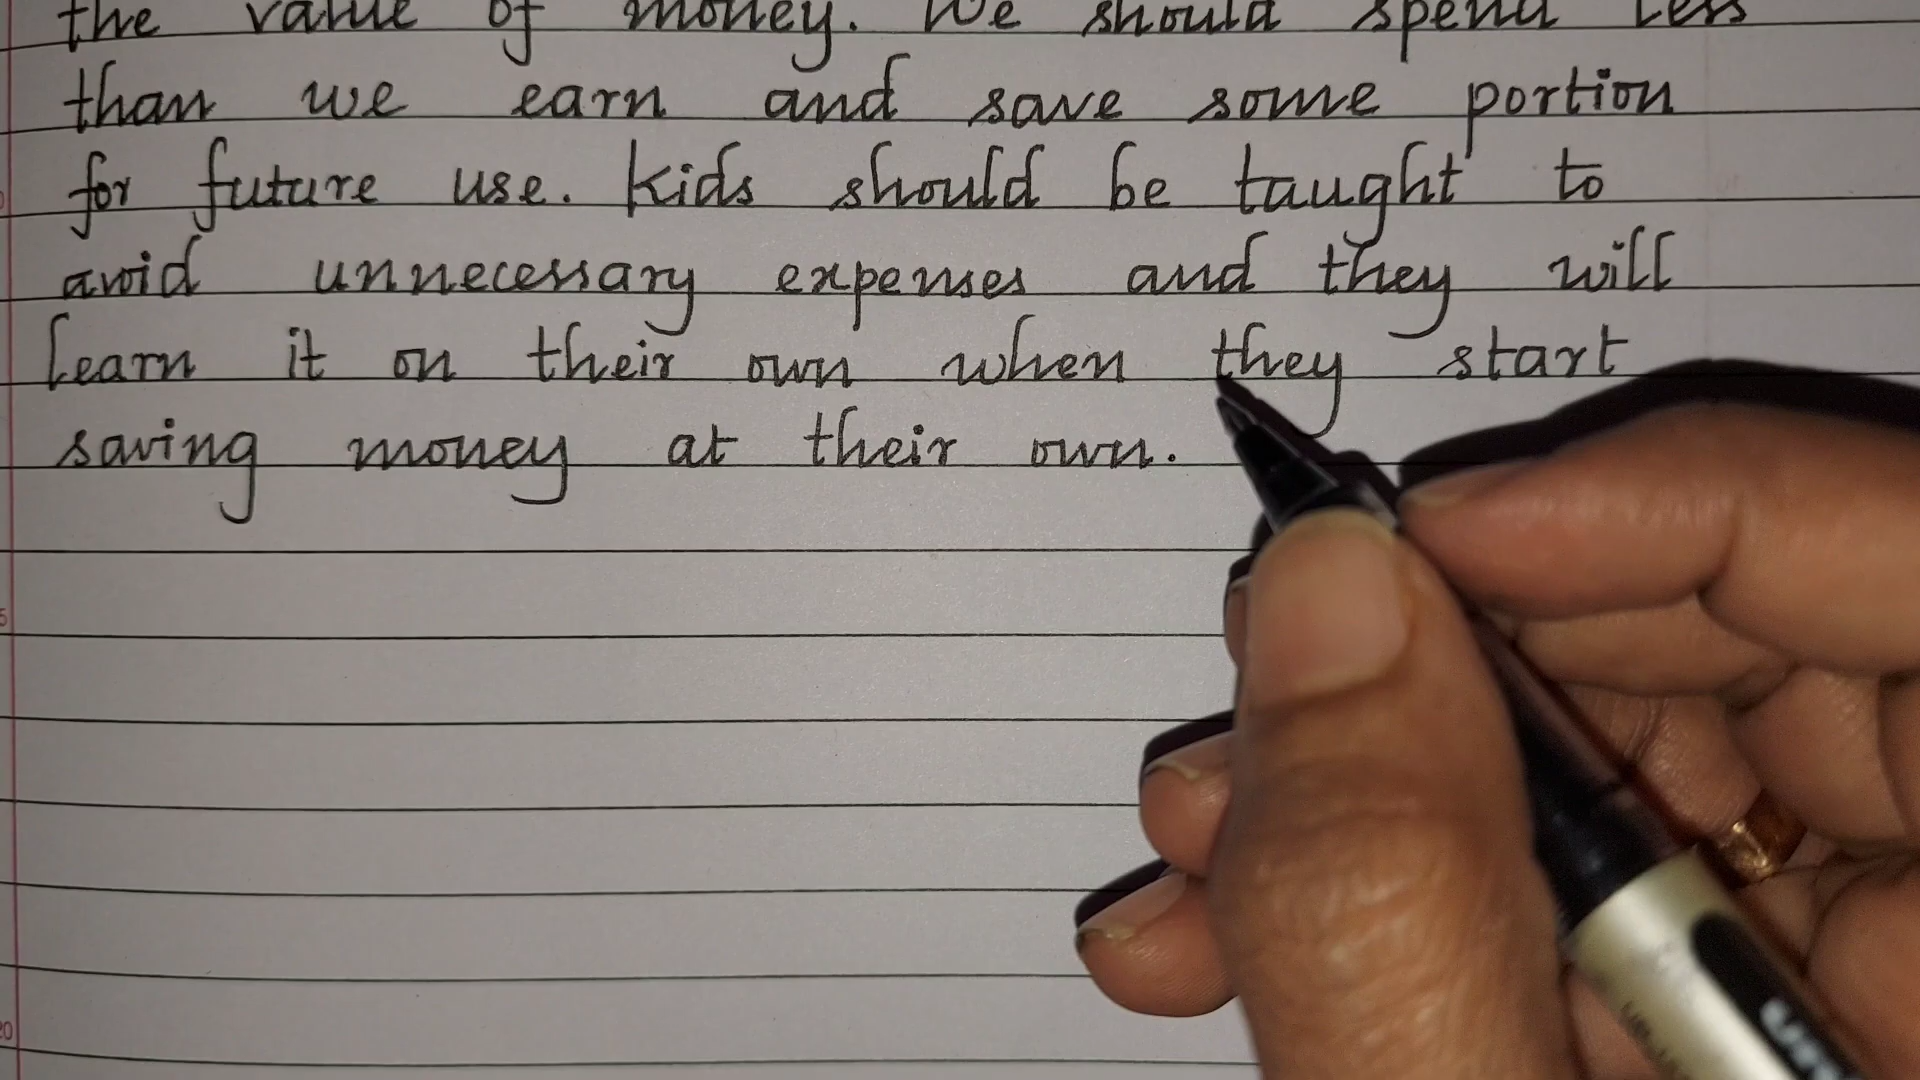 the value of money. We should spend less
than we earn and save some portion
for future use. Kids should be taught to
avoid unnecessary expenses and they will
learn it on their own when they start
saving money at their own.